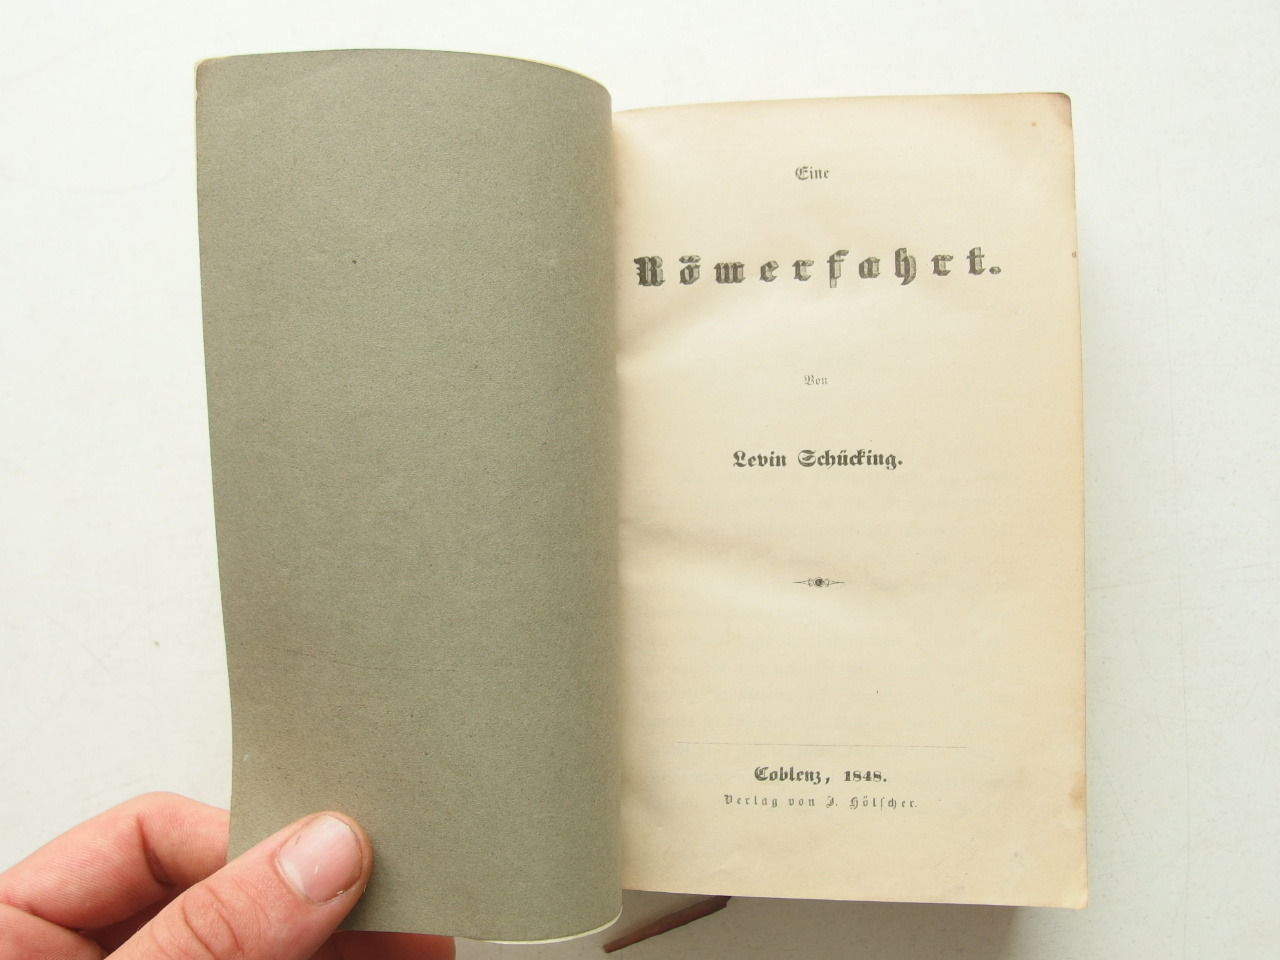 Eine
Römerfahrt.
Von
Levin Schücking.
Coblenz, 1848.
Verlag von J. Hölscher.